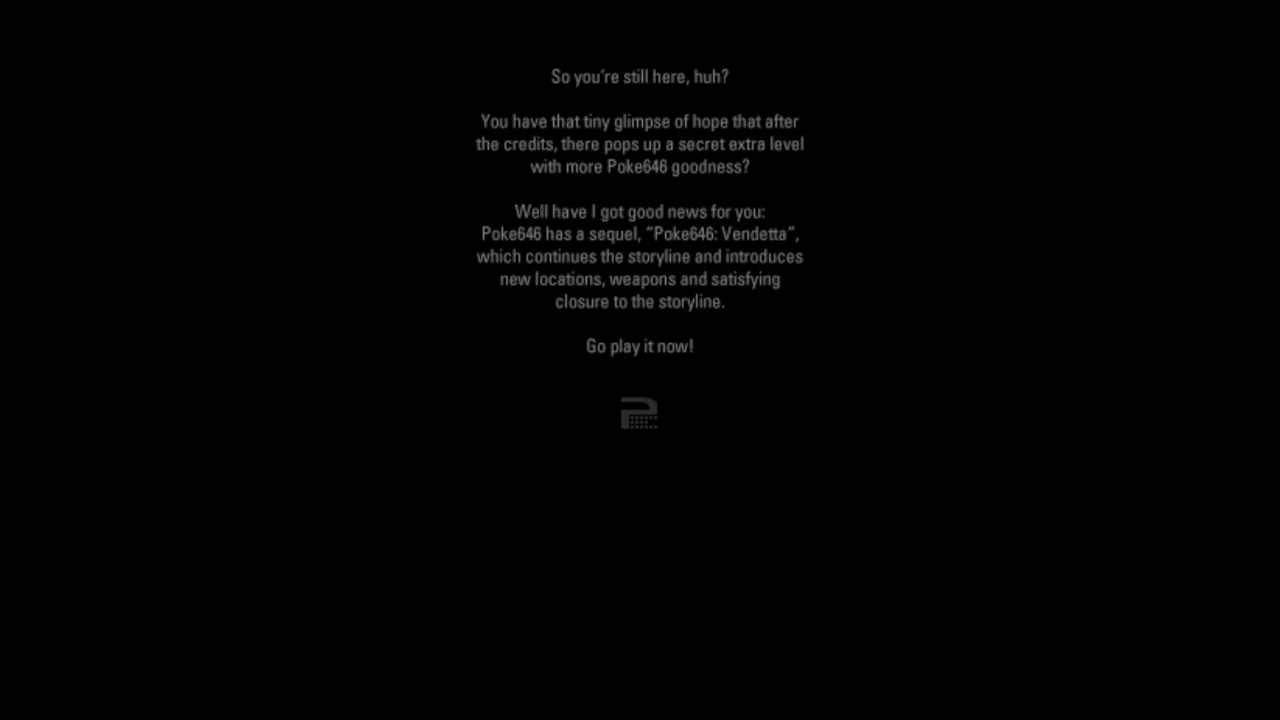 So you're still here, huh?
You have that tiny glimpse of hope that after
the credits, there pops up a secret extra level
with more Poke646 goodness?
Well have I got good news for you:
Poke646 has a sequel, “Poke646: Vendetta”,
which continues the storyline and introduces
new locations, weapons and satisfying
closure to the storyline.
Go play it now!